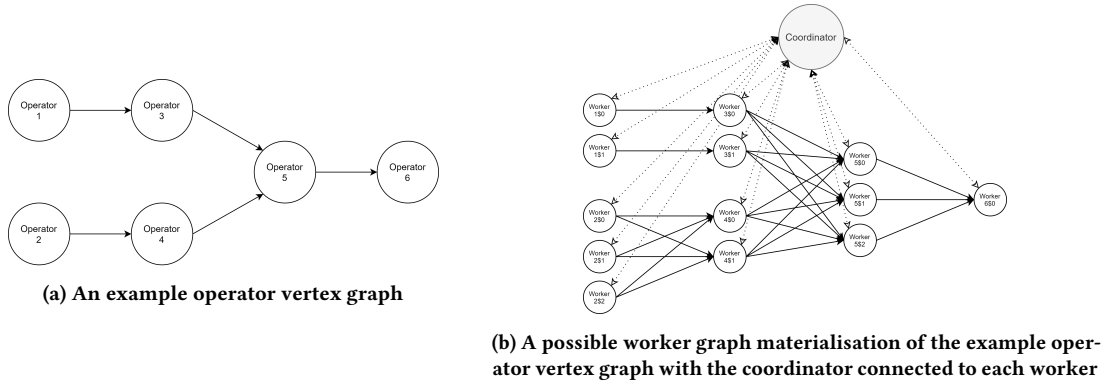 Operator
1
Operator
3
Operator
5
Operator
6
Operator
2
Operator
4
(a) An example operator vertex graph
Coordinator
Worker
1$0
Worker
3$0
Worker
1$1
Worker
3$1
Worker
5$0
Worker
5$1
Worker
6$0
Worker
2$0
Worker
4$0
Worker
5$2
Worker
2$1
Worker
4$1
Worker
2$2
(b) A possible worker graph materialisation of the example oper-
ator vertex graph with the coordinator connected to each worker